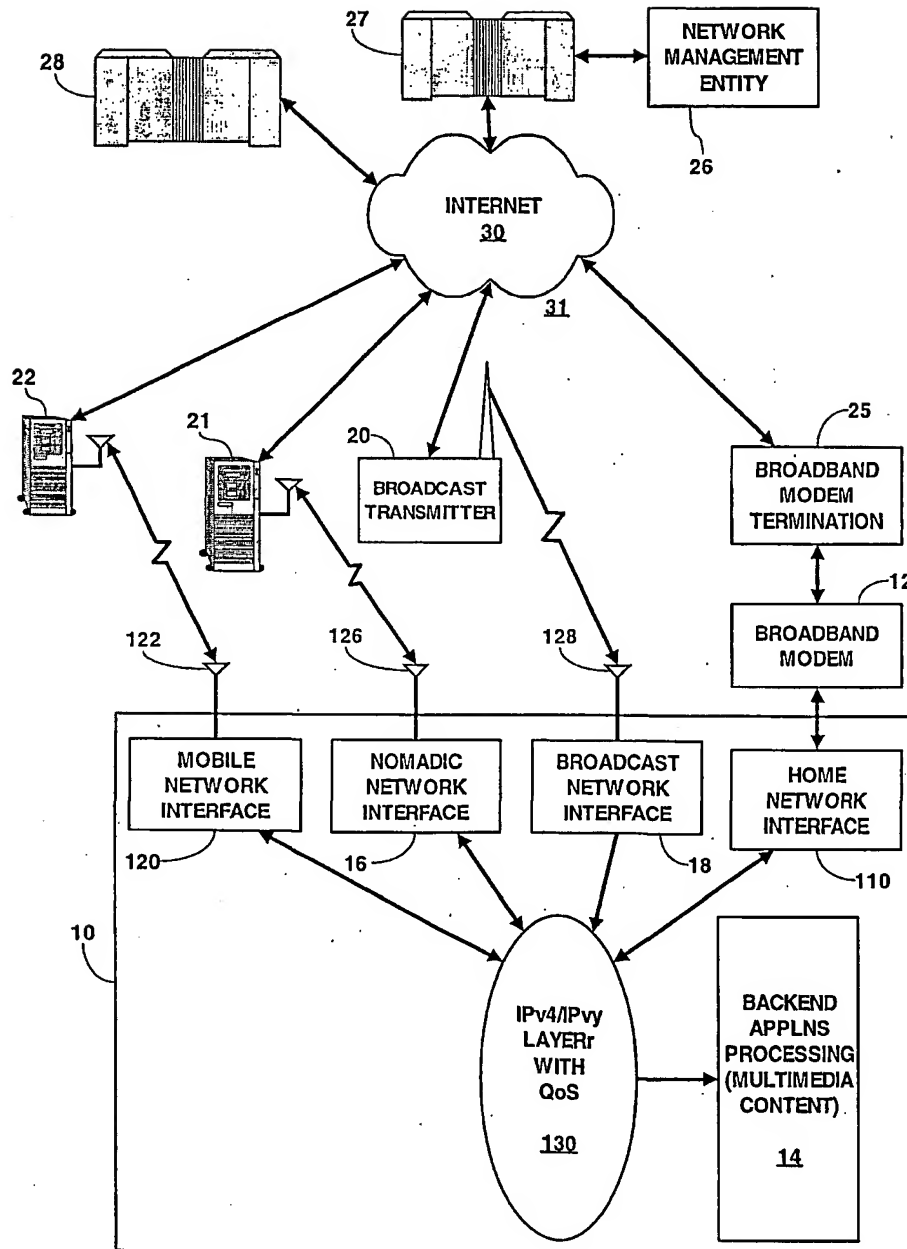 27
28
NETWORK
MANAGEMENT
ENTITY
26
INTERNET
30
31
22
21
20
BROADCAST
TRANSMITTER
25
BROADBAND
MODEM
TERMINATION
12
BROADBAND
MODEM
122
126
128
MOBILE
NETWORK
INTERFACE
NOMADIC
NETWORK
INTERFACE
BROADCAST
NETWORK
INTERFACE
HOME
NETWORK
INTERFACE
120
16
18
110
10
IPv4/IPvy
LAYERr
WITH
QoS
130
BACKEND
APPLNS
PROCESSING
(MULTIMEDIA
CONTENT)
14